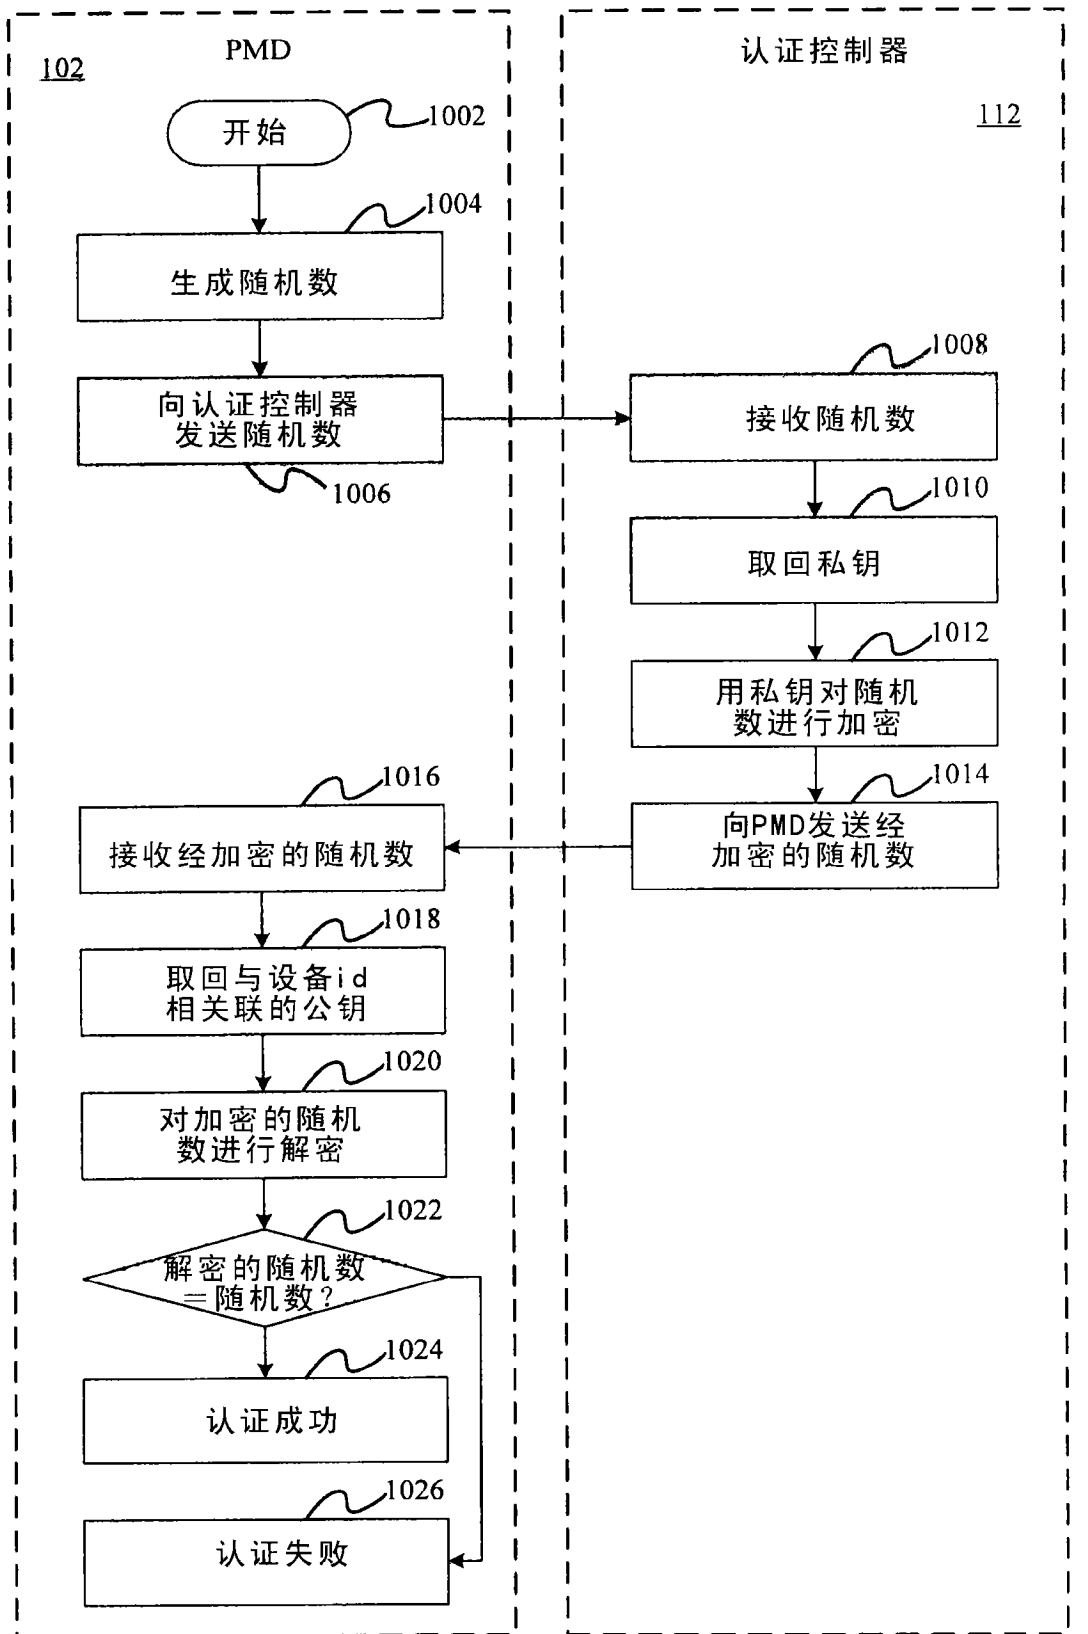 PMD
102
开始
1002
1004
生成随机数
向认证控制器
发送随机数
1006
认证控制器
112
1008
接收随机数
1010
取回私钥
1012
用私钥对随机
数进行加密
1014
向PMD发送经
加密的随机数
1016
接收经加密的随机数
1018
取回与设备id
相关联的公钥
1020
对加密的随机
数进行解密
1022
解密的随机数
=随机数？
1024
认证成功
1026
认证失败